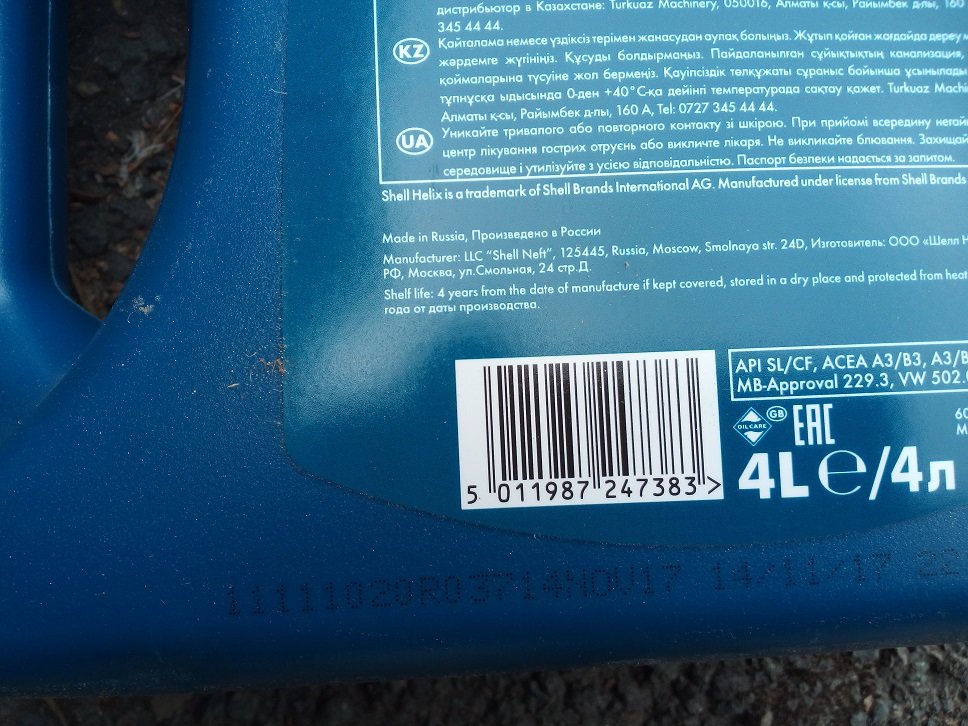 дистрибьютор в Казахстане: Turkuaz Machinery, 050016, Алматы қ-сы, Райымбек д-лы, 160
345 44 44.
KZ
Қайталама немесе үздіксіз терімен жанасудан аулақ болыңыз. Жұтып қойған жағдайда дереу
жәрдемге жүгініңіз. Құсуды болдырмаңыз. Пайдаланылған сұйықтықтың канализация,
қоймаларына түсуіне жол бермеңіз. Қауіпсіздік төлқұжаты сұраныс бойынша ұсынылады
түпнұсқа ыдысында 0-ден +40°С-қа дейінгі температурада сақтау қажет. Turkuaz
Алматы қ-сы, Райымбек д-лы, 160 А, Tel: 0727 345 44 44.
UA
Уникайте тривалого або повторного контакту зі шкірою. При прийомі всередину
центр лікування гострих отруєнь або викличте лікаря. Не викликайте блювання.
середовище і утилізуйте з усією відповідальністю. Паспорт безпеки надається за запитом.
Shell Helix is a trademark of Shell Brands International AG. Manufactured under license from Shell Brands
Made in Russia, Произведено в России
Manufacturer: LLC "Shell Neft", 125445, Russia, Moscow, Smolnaya str. 24D, Изготовитель: ООО «Шелл
РФ, Москва, ул.Смольная, 24 стр.Д.
Shelf life: 4 years from the date of manufacture if kept covered, stored in a dry place and protected from heat
года от даты производства.
API SL/CF, ACEA A3/B3,
MB-Approval 229.3, VW 502.0
OIL CARE GB EAC
4L ℮/4л
5 011987 247383>
11111020R03714NOV17 14/11/17 22